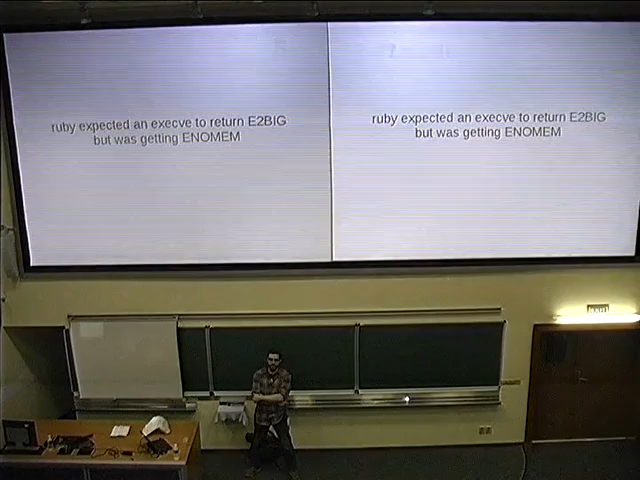 ruby expected an execve to return E2BIG
but was getting ENOMEM
ruby expected an execve to return E2BIG
but was getting ENOMEM